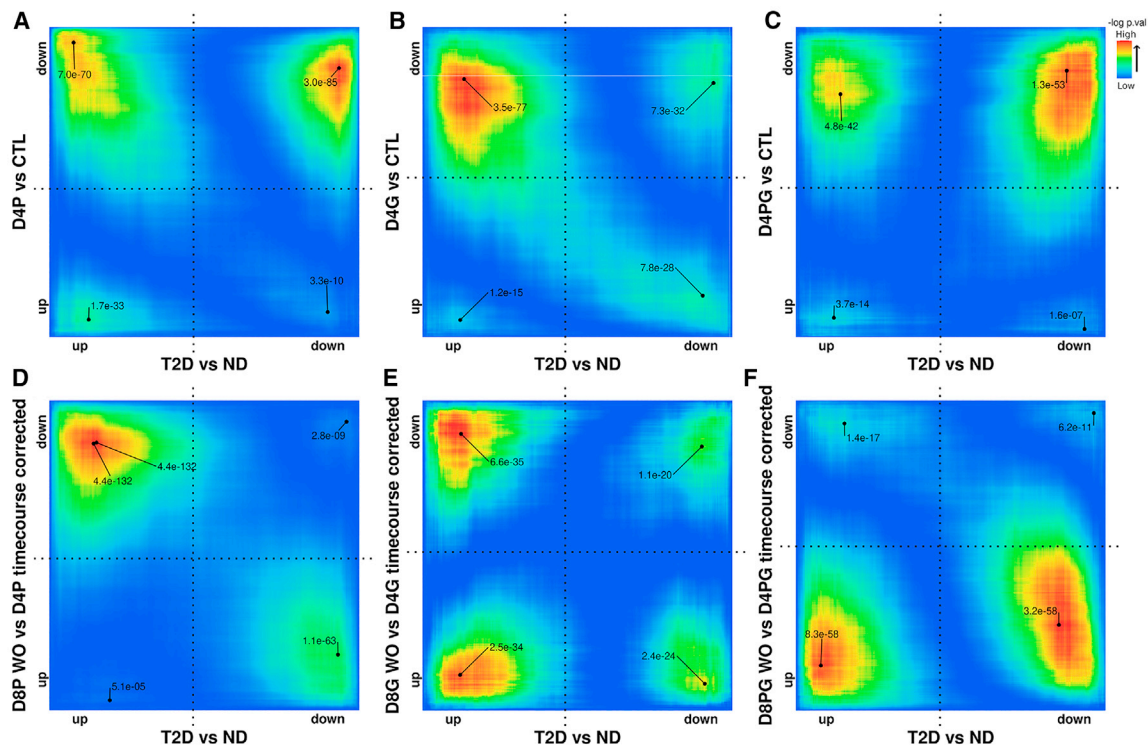 A
B
C
-log p.val
High
Low
down
7.0e-70
3.0e-85
D4P vs CTL
1.7e-33
3.3e-10
up
up
down
T2D vs ND
down
3.5e-77
7.3e-32
D4G vs CTL
7.8e-28
1.2e-15
up
up
down
T2D vs ND
down
1.3e-53
4.8e-42
D4PG vs CTL
3.7e-14
1.6e-07
up
up
down
T2D vs ND
D
E
F
down
2.8e-09
4.4e-132
4.4e-132
D8P WO vs D4P timecourse corrected
1.1e-63
5.1e-05
up
up
down
T2D vs ND
down
6.6e-35
1.1e-20
D8G WO vs D4G timecourse corrected
2.5e-34
2.4e-24
up
up
down
T2D vs ND
down
1.4e-17
6.2e-11
D8PG WO vs D4PG timecourse corrected
3.2e-58
8.3e-58
up
up
down
T2D vs ND